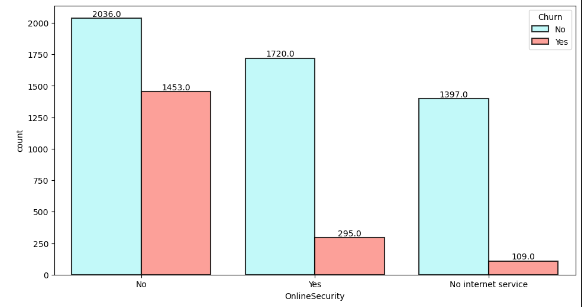 2036.0
1453.0
1720.0
295.0
1397.0
109.0
Churn
No
Yes
2000
1750
1500
1250
1000
750
500
250
0
count
No
Yes
No internet service
OnlineSecurity